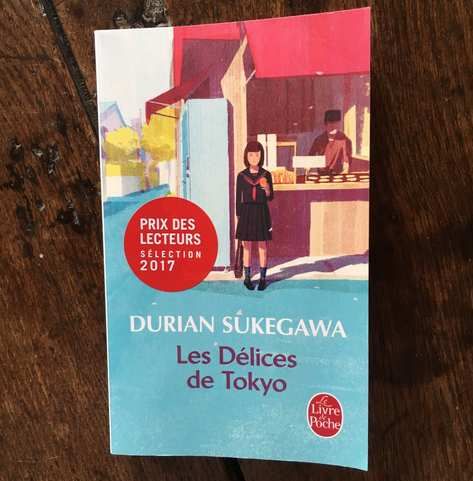 PRIX DES
LECTEURS
SÉLECTION
2017
DURIAN SUKEGAWA
Les Délices
de Tokyo
Le
Livre
de
Poche